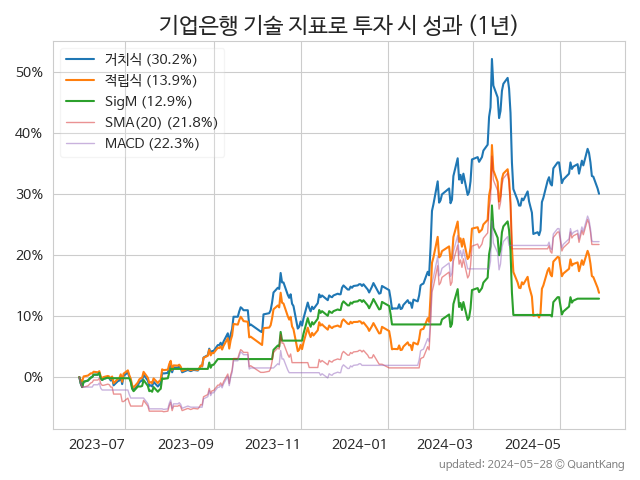 기업은행 기술 지표로 투자 시 성과 (1년)
거치식 (30.2%)
적립식 (13.9%)
SigM (12.9%)
SMA(20) (21.8%)
MACD (22.3%)
50%
40%
30%
20%
10%
0%
2023-07 2023-09 2023-11 2024-01 2024-03 2024-05
updated: 2024-05-28 © QuantKang